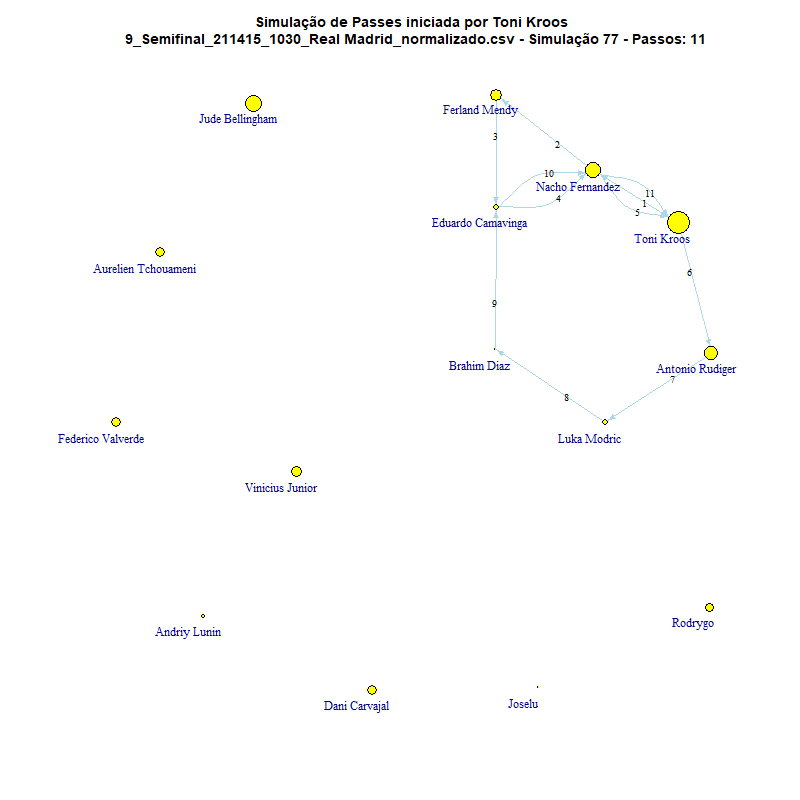 Simulação de Passes iniciada por Toni Kroos
9_Semifinal_211415_1030_Real Madrid_normalizado.csv - Simulação 77 - Passos: 11
Jude Bellingham
Ferland Mendy
3
2
10
Nacho Fernandez
11
4
1
5
Eduardo Camavinga
Toni Kroos
Aurelien Tchouameni
6
9
Brahim Diaz
Antonio Rudiger
7
8
Federico Valverde
Luka Modric
Vinicius Junior
Andriy Lunin
Rodrygo
Dani Carvajal
Joselu